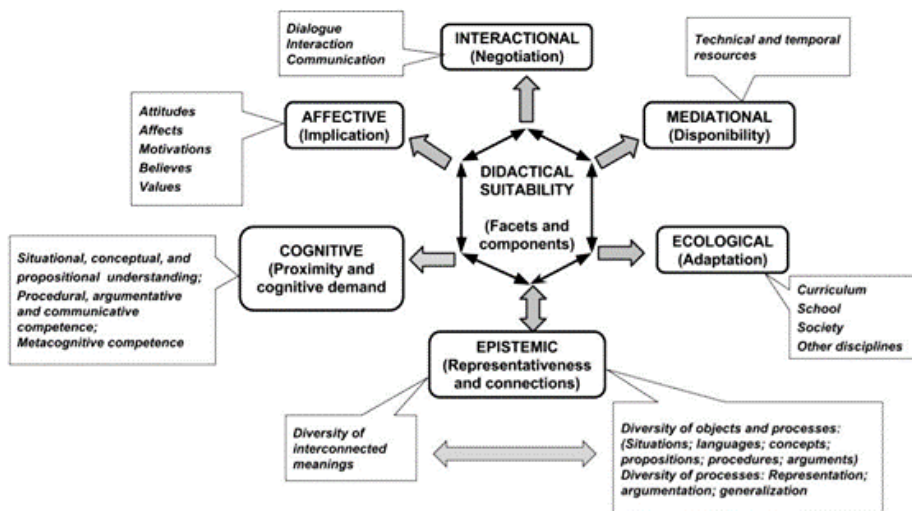 Dialogue
Interaction
Communication
INTERACTIONAL
(Negotiation)
Technical and temporal
resources
Attitudes
Affects
Motivations
Believes
Values
AFFECTIVE
(Implication)
MEDIATIONAL
(Disponibility)
DIDACTICAL
SUITABILITY
(Facets and
components)
Situational, conceptual, and
propositional understanding;
Procedural, argumentative
and communicative
competence;
Metacognitive competence
COGNITIVE
(Proximity and
cognitive demand
ECOLOGICAL
(Adaptation)
Curriculum
School
Society
Other disciplines
EPISTEMIC
(Representativeness
and connections)
Diversity of
interconnected
meanings
Diversity of objects and processes:
(Situations; languages; concepts;
propositions; procedures; arguments)
Diversity of processes: Representation;
argumentation; generalization